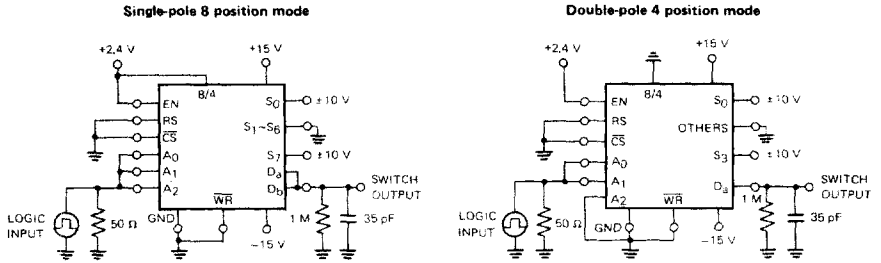 Single-pole 8 position mode
+2.4 V
+15 V
8/4
EN
RS
CS
A0
A1
A2
S0
±10 V
S1~S6
S7
±10 V
Da
Db
SWITCH
OUTPUT
LOGIC
INPUT
50 Ω
GND
WR
-15 V
1 M
35 pF
Double-pole 4 position mode
+2,4 V
+15 V
8/4
EN
RS
CS
A0
A1
A2
S0
±10 V
OTHERS
S3
±10 V
Da
SWITCH
OUTPUT
LOGIC
INPUT
50 Ω
GND
WR
-15 V
1 M
35 pF